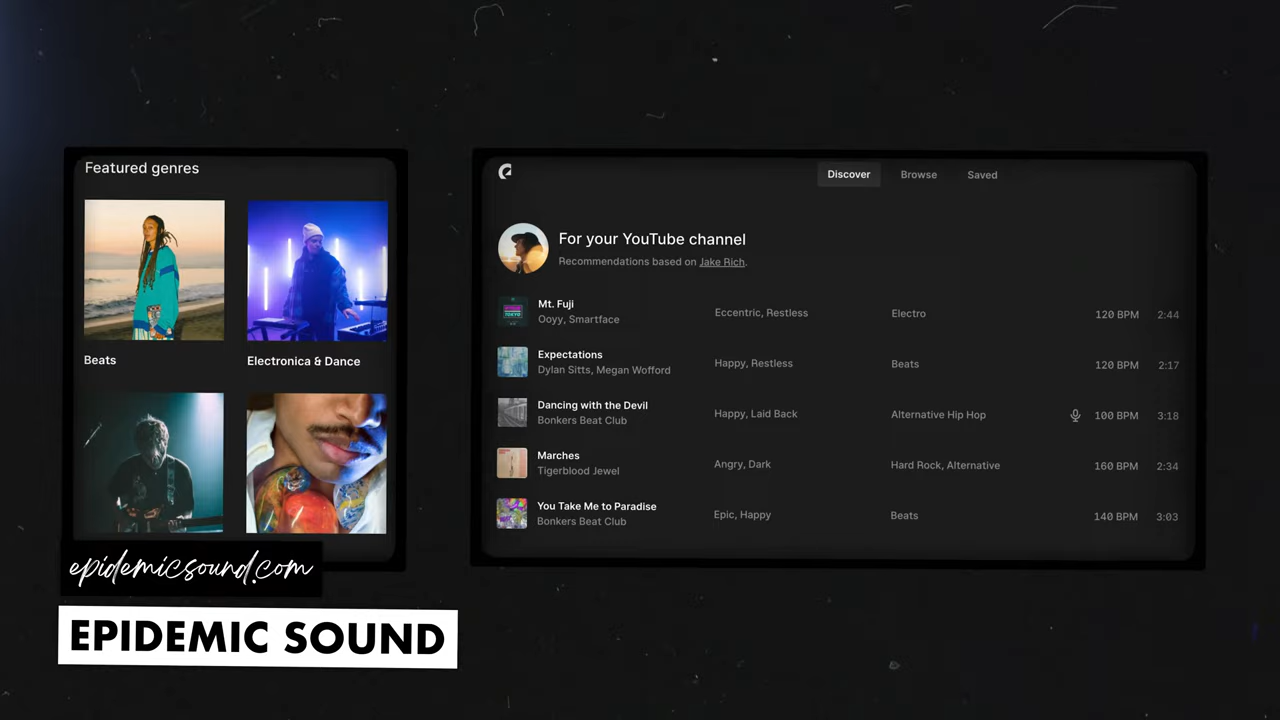 Featured genres
Beats
Electronica & Dance
epidemicsound.com
EPIDEMIC SOUND
Discover Browse Saved
For your YouTube channel
Recommendations based on Jake Rich.
Mt. Fuji
Ooyy, Smartface
Eccentric, Restless
Electro
120 BPM 2:44
Expectations
Dylan Sitts, Megan Wofford
Happy, Restless
Beats
120 BPM 2:17
Dancing with the Devil
Bonkers Beat Club
Happy, Laid Back
Alternative Hip Hop
100 BPM 3:18
Marches
Tigerblood Jewel
Angry, Dark
Hard Rock, Alternative
160 BPM 2:34
You Take Me to Paradise
Bonkers Beat Club
Epic, Happy
Beats
140 BPM 3:03